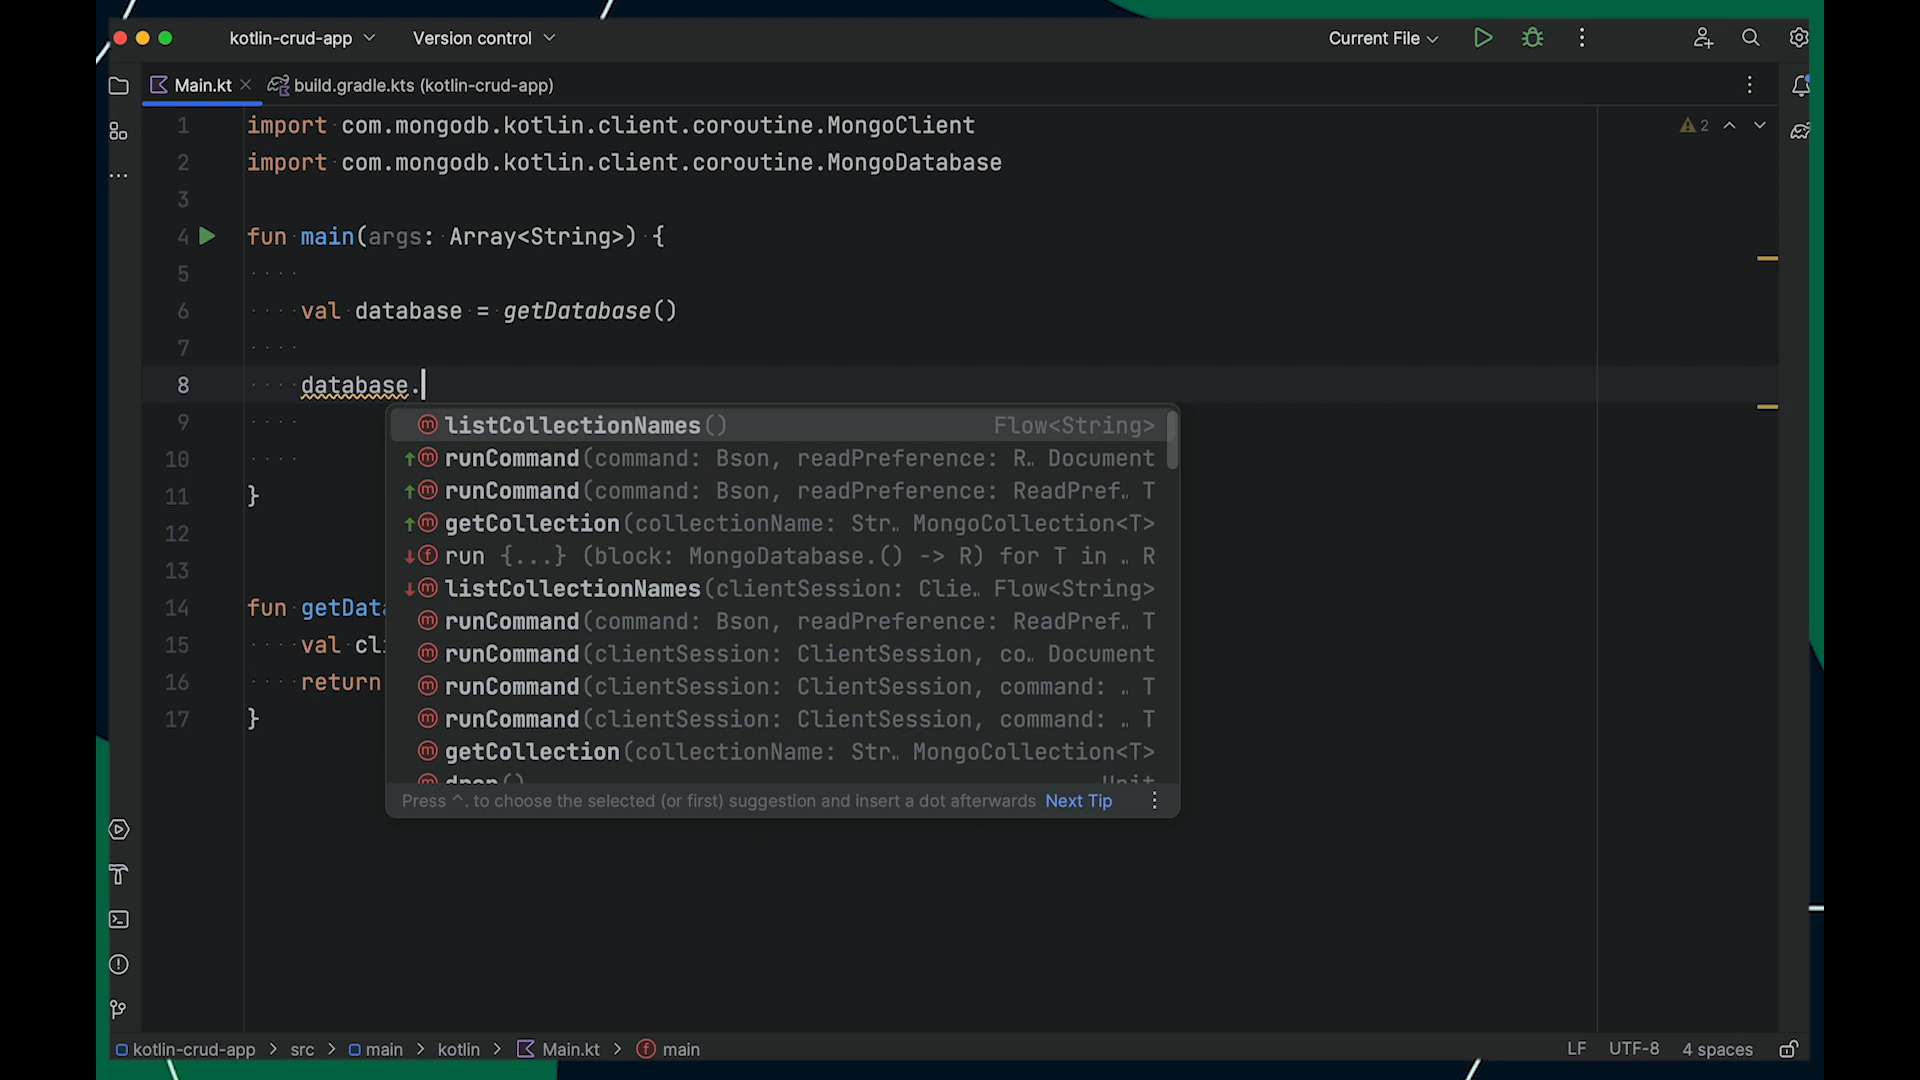 kotlin-crud-app Version control Current File
Main.kt build.gradle.kts (kotlin-crud-app)
1 import com.mongodb.kotlin.client.coroutine.MongoClient
2 import com.mongodb.kotlin.client.coroutine.MongoDatabase
2
3
4 fun main(args: Array<String>) {
5
6 val database = getDatabase()
7
8 database.
9
10
11 }
12
13
14 fun getData
15 val cli
16 return
17 }
listCollectionNames() Flow<String>
runCommand(command: Bson, readPreference: R.. Document
runCommand(command: Bson, readPreference: ReadPref.. T
getCollection(collectionName: Str.. MongoCollection<T>
run {...} (block: MongoDatabase.() -> R) for T in .. R
listCollectionNames(clientSession: Clie.. Flow<String>
runCommand(command: Bson, readPreference: ReadPref.. T
runCommand(clientSession: ClientSession, co.. Document
runCommand(clientSession: ClientSession, command: .. T
runCommand(clientSession: ClientSession, command: .. T
getCollection(collectionName: Str.. MongoCollection<T>
drop() Unit
Press ^. to choose the selected (or first) suggestion and insert a dot afterwards Next Tip
kotlin-crud-app > src > main > kotlin > Main.kt > main LF UTF-8 4 spaces